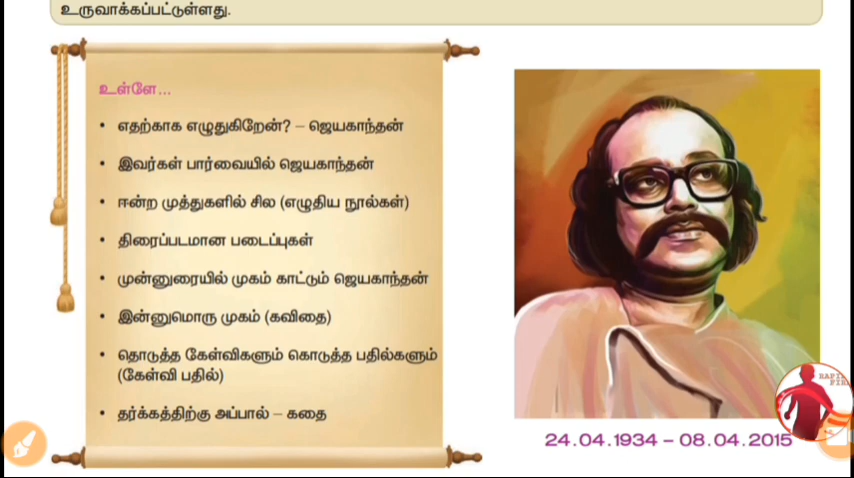 உருவாக்கப்பட்டுள்ளது.
உள்ளே...
• எதற்காக எழுதுகிறேன்? – ஜெயகாந்தன்
• இவர்கள் பார்வையில் ஜெயகாந்தன்
• ஈன்ற முத்துகளில் சில (எழுதிய நூல்கள்)
• திரைப்படமான படைப்புகள்
• முன்னுரையில் முகம் காட்டும் ஜெயகாந்தன்
• இன்னுமொரு முகம் (கவிதை)
• தொடுத்த கேள்விகளும் கொடுத்த பதில்களும்
(கேள்வி பதில்)
• தர்க்கத்திற்கு அப்பால் – கதை
24.04.1934 – 08.04.2015